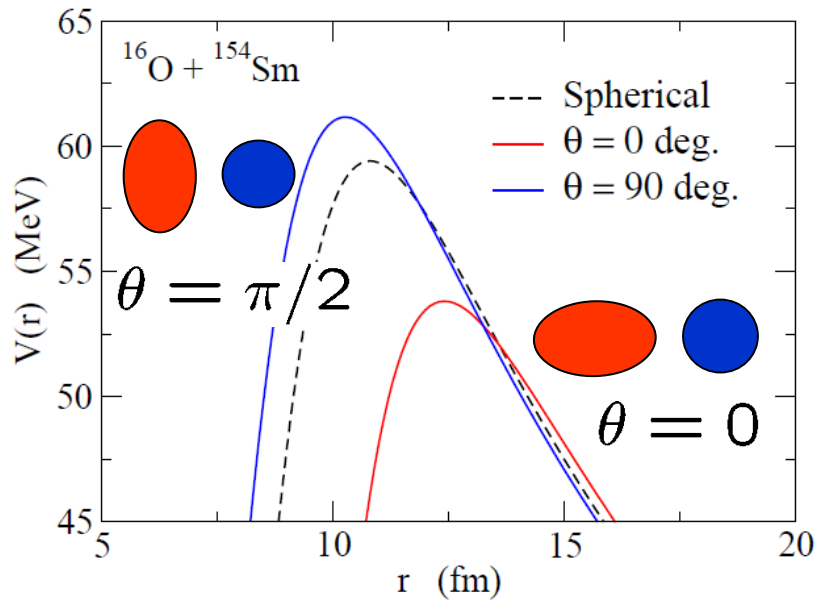 65
60
55
50
45
V(r) (MeV)
¹⁶O + ¹⁵⁴Sm
Spherical
θ = 0 deg.
θ = 90 deg.
θ = π/2
θ = 0
5
10
15
20
r (fm)